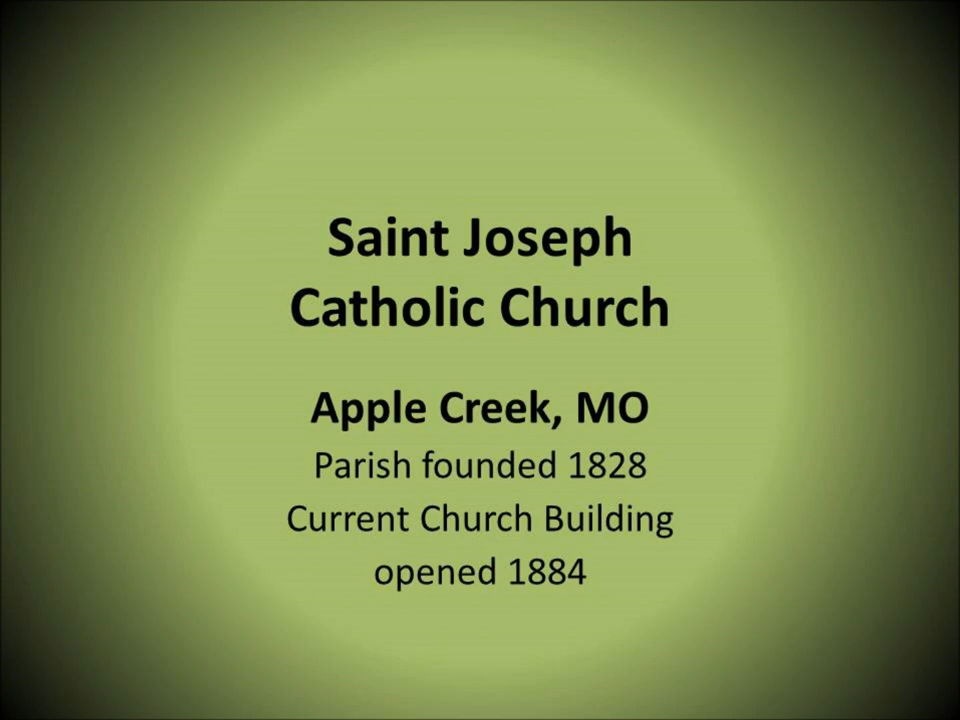 Saint Joseph
Catholic Church
Apple Creek, MO
Parish founded 1828
Current Church Building
opened 1884